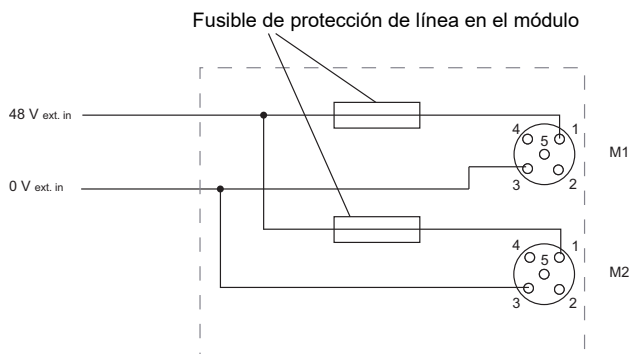 Fusible de protección de línea en el módulo
48 V ext. in
0 V ext. in
4
1
5
3
2
M1
4
1
5
3
2
M2